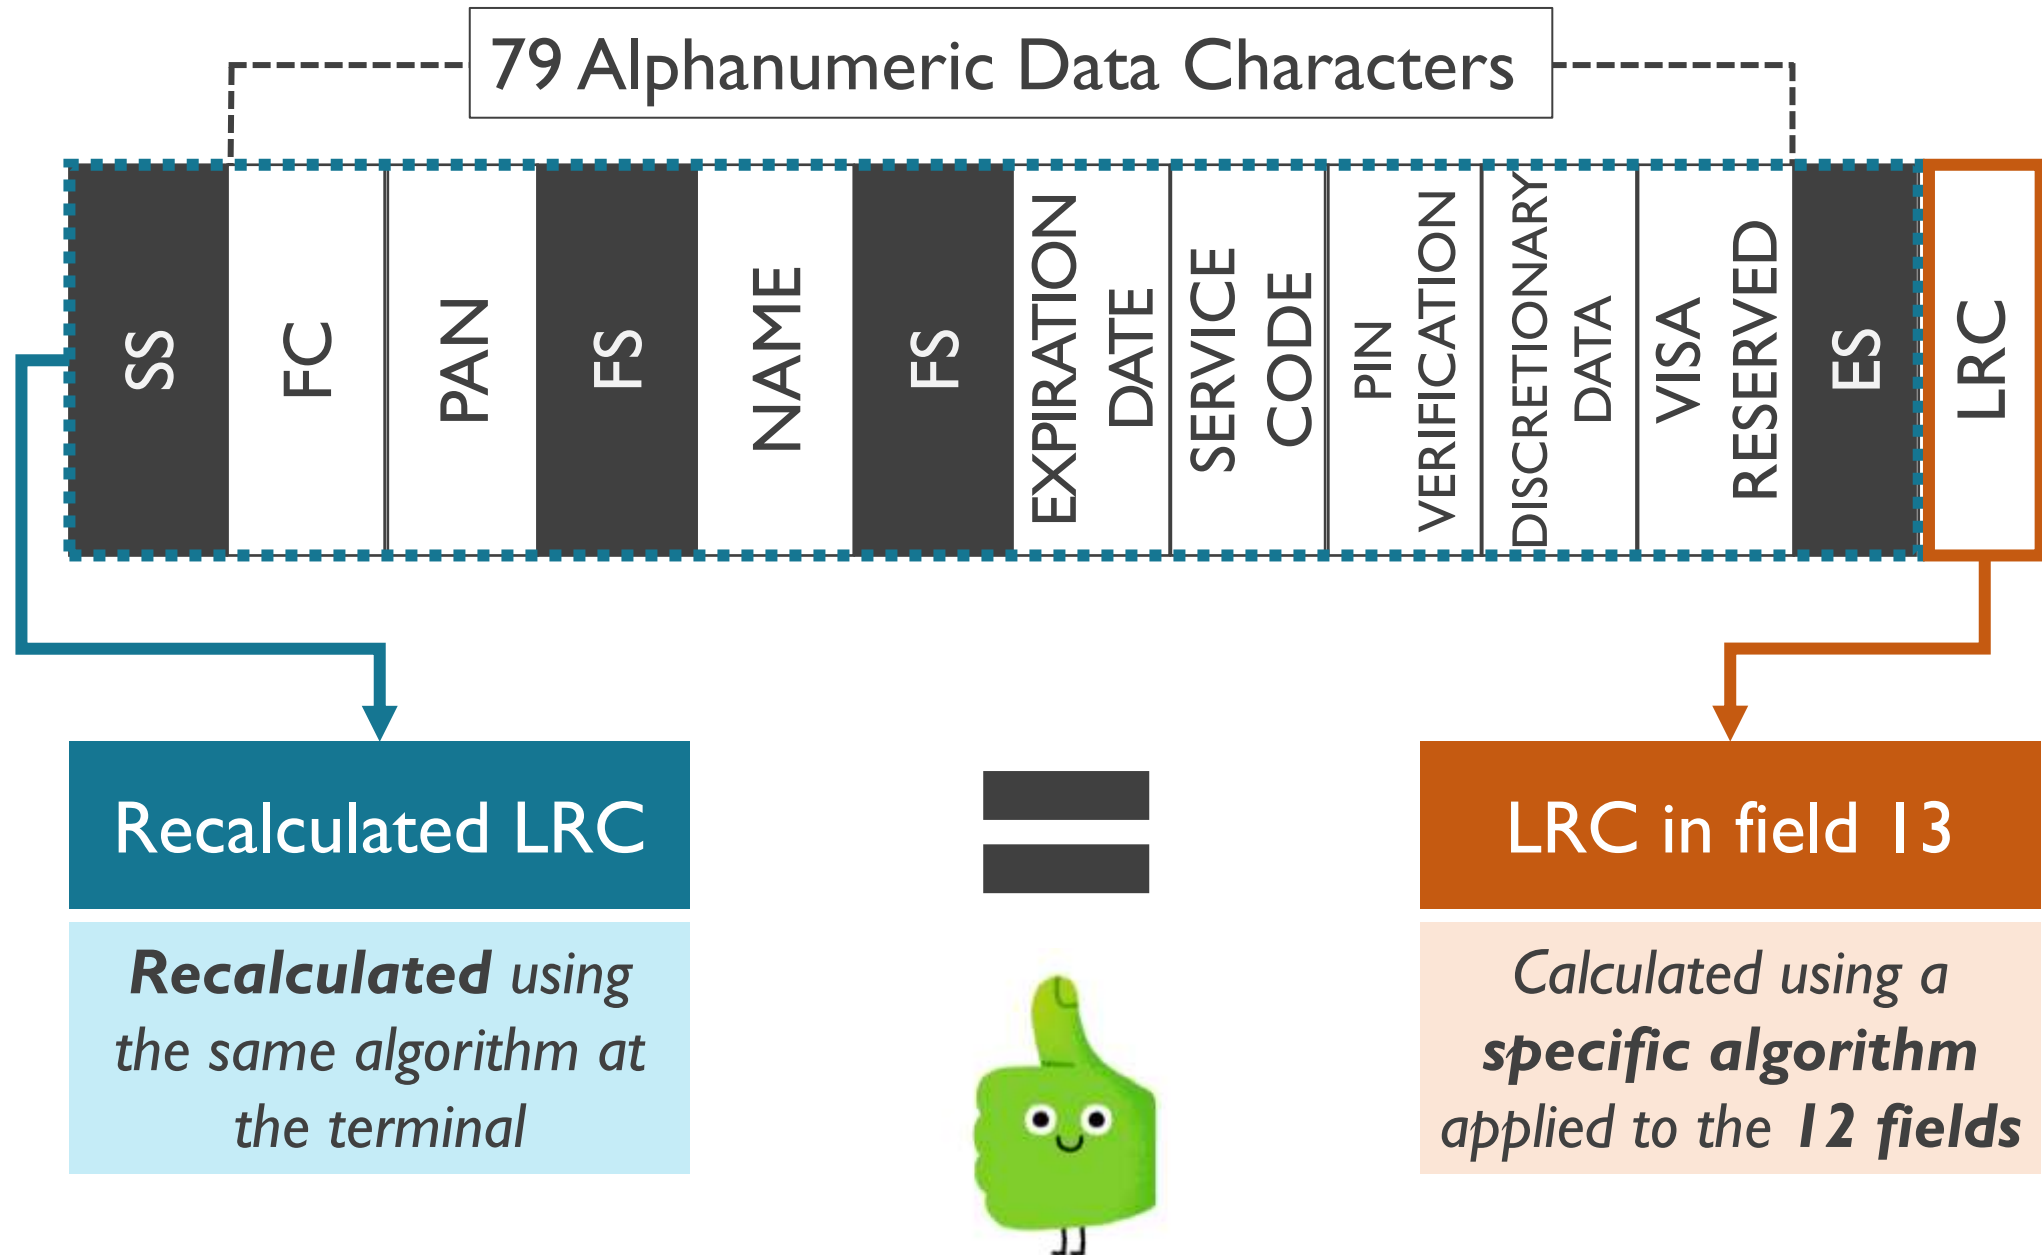 79 Alphanumeric Data Characters
SS
FC
PAN
FS
NAME
FS
EXPIRATION
DATE
SERVICE
CODE
PIN
VERIFICATION
DISCRETIONARY
DATA
VISA
RESERVED
ES
LRC
Recalculated LRC
LRC in field 13
Recalculated using
the same algorithm at
the terminal
Calculated using a
specific algorithm
applied to the 12 fields